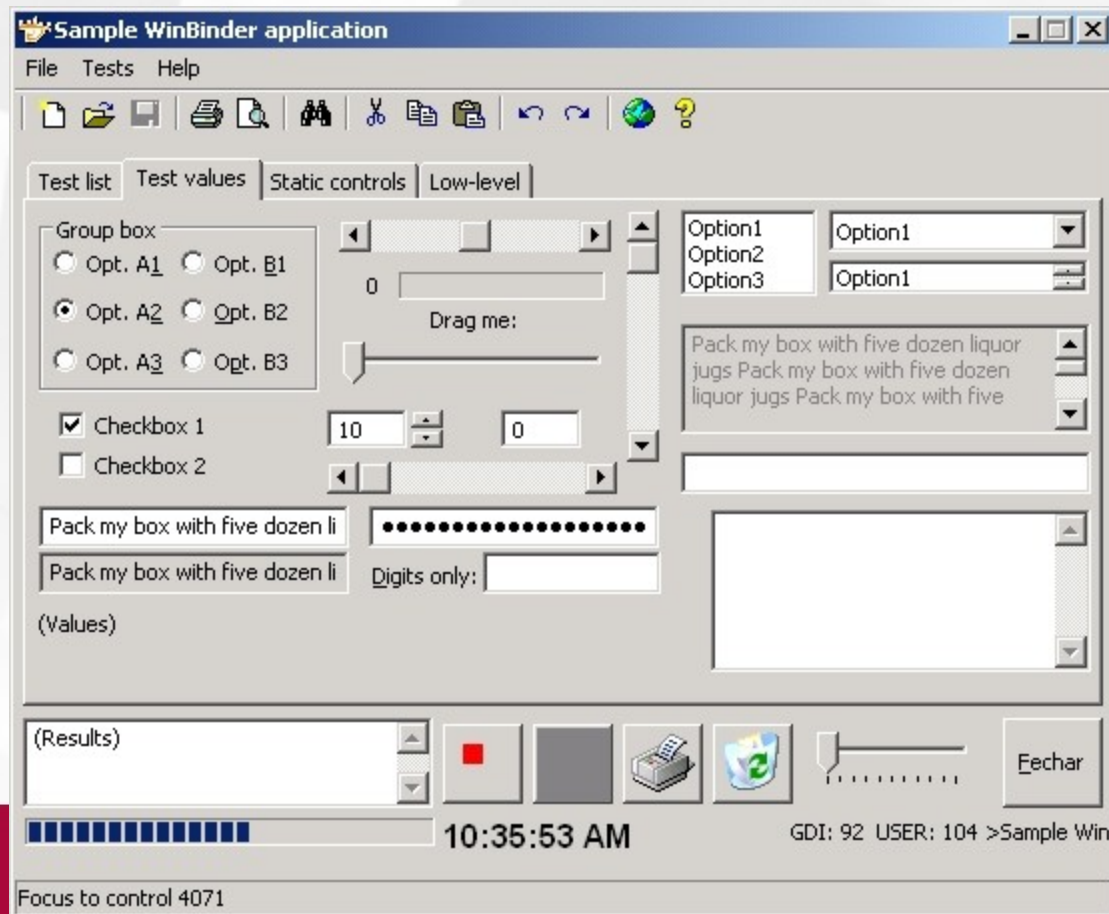 Sample WinBinder application
File Tests Help
Test list Test values Static controls Low-level
Group box
Opt. A1 Opt. B1
Opt. A2 Opt. B2
Opt. A3 Opt. B3
Checkbox 1
Checkbox 2
0
Drag me:
10 0
Option1
Option2
Option3
Option1
Option1
Pack my box with five dozen liquor
jugs Pack my box with five dozen
liquor jugs Pack my box with five
Pack my box with five dozen li
●●●●●●●●●●●●●●●●●●●
Pack my box with five dozen li
Digits only:
(Values)
(Results)
Fechar
10:35:53 AM
GDI: 92 USER: 104 >Sample Win
Focus to control 4071